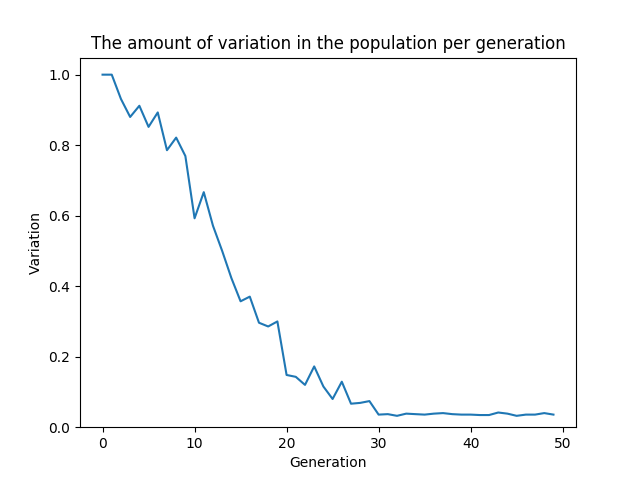 The amount of variation in the population per generation
1.0
0.8
0.6
0.4
0.2
0.0
Variation
0 10 20 30 40 50
Generation